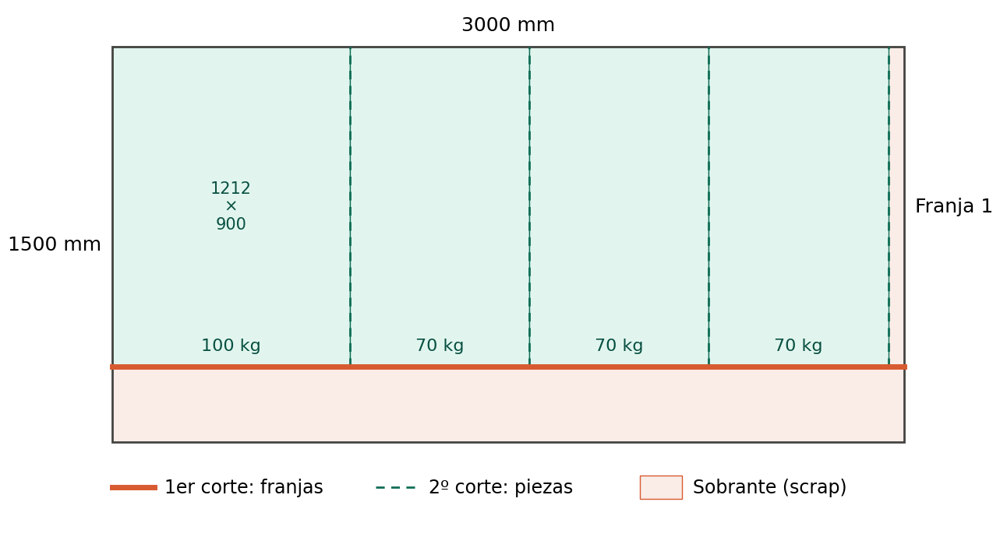 3000 mm
1212
×
900
Franja 1
1500 mm
100 kg
70 kg
70 kg
70 kg
1er corte: franjas
2º corte: piezas
Sobrante (scrap)